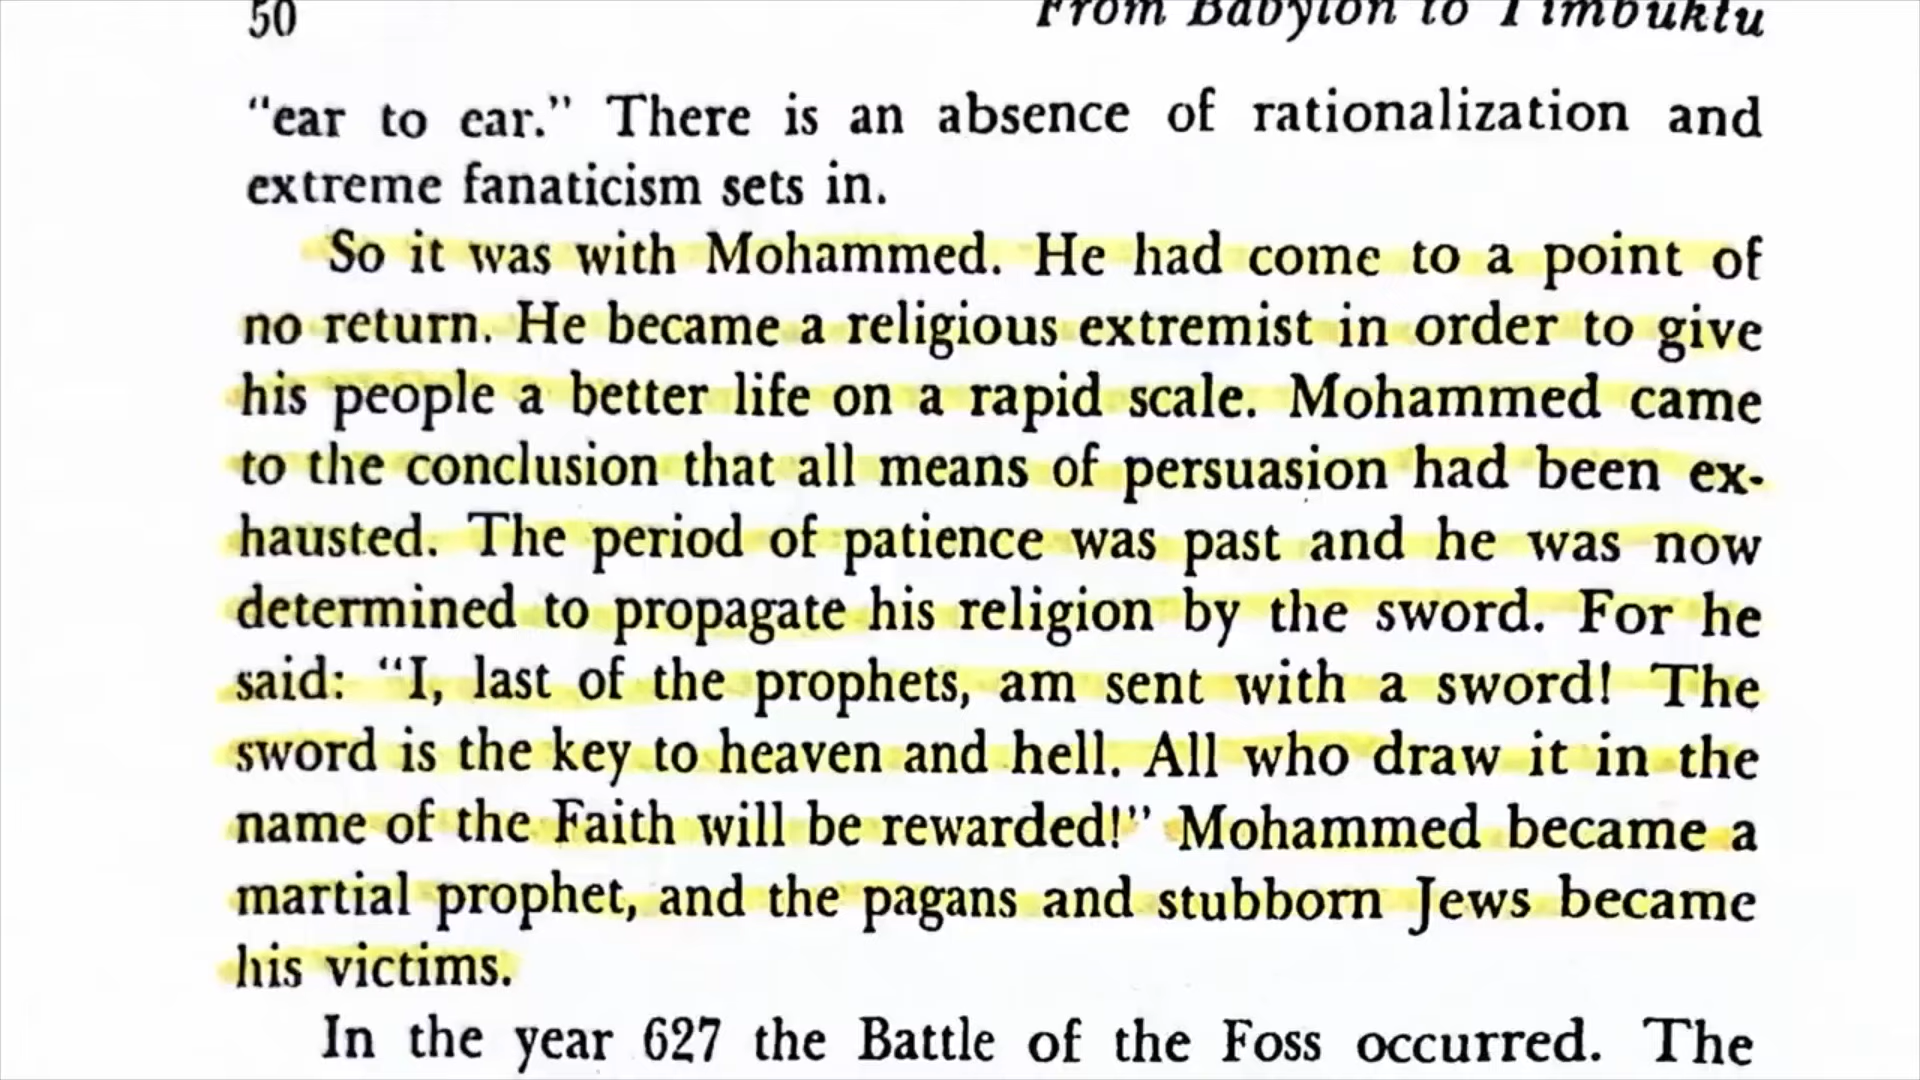 50 From Babylon to Timbuktu
“ear to ear.” There is an absence of rationalization and
extreme fanaticism sets in.
So it was with Mohammed. He had come to a point of
no return. He became a religious extremist in order to give
his people a better life on a rapid scale. Mohammed came
to the conclusion that all means of persuasion had been ex-
hausted. The period of patience was past and he was now
determined to propagate his religion by the sword. For he
said: “I, last of the prophets, am sent with a sword! The
sword is the key to heaven and hell. All who draw it in the
name of the Faith will be rewarded!” Mohammed became a
martial prophet, and the pagans and stubborn Jews became
his victims.
In the year 627 the Battle of the Foss occurred. The